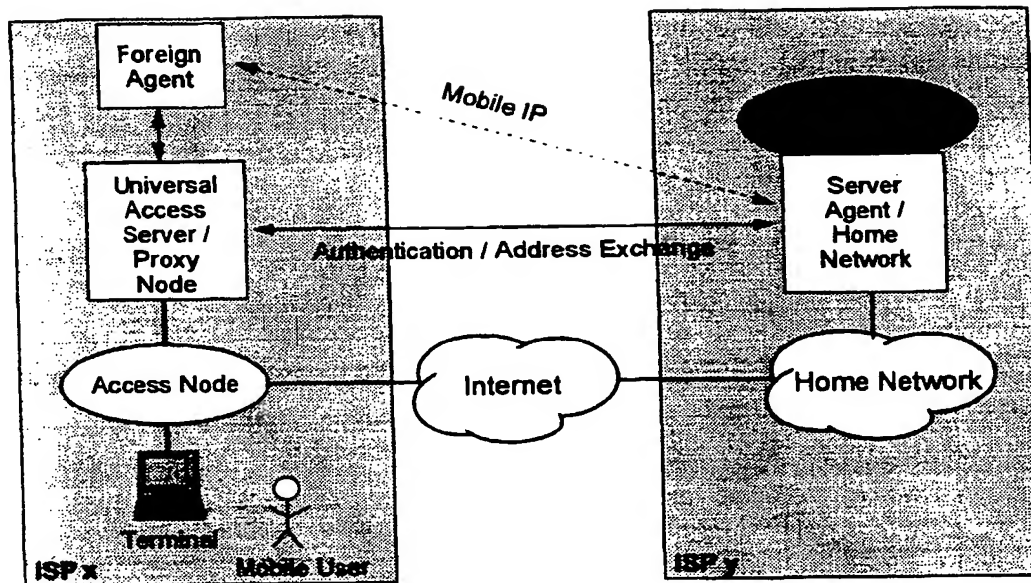 Foreign
Agent
Mobile IP
Universal
Access
Server /
Proxy
Node
Server
Agent /
Home
Network
Authentication / Address Exchange
Access Node
Internet
Home Network
Terminal
Mobile User
ISP x
ISP y